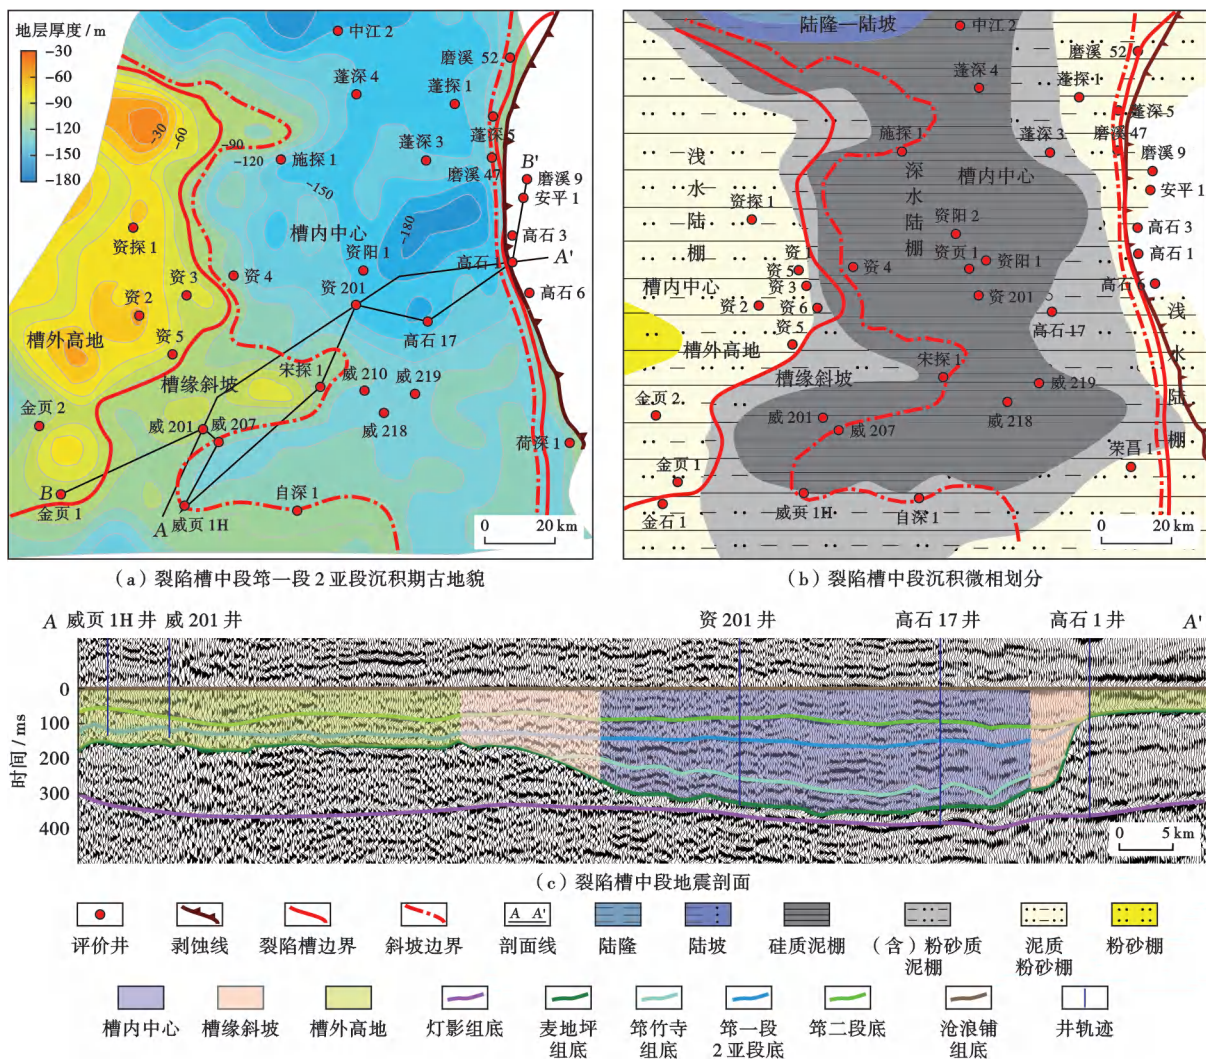 地层厚度 / m
-30
-60
-90
-120
-150
-180
中江 2
磨溪 52
蓬深 4
蓬探 1
蓬深 5
蓬深 3
施探 1
磨溪 47
B'
磨溪 9
安平 1
-30
-60
-90
-120
-150
-180
槽内中心
资探 1
资阳 1
高石 3
高石 1
A'
资 4
资 3
资 201
高石 6
资 2
高石 17
槽外高地
资 5
宋探 1
槽缘斜坡
威 210
威 219
金页 2
威 201
威 207
威 218
荷深 1
B
金页 1
A
威页 1H
自深 1
0 20 km
(a) 裂陷槽中段筇一段 2 亚段沉积期古地貌
陆隆—陆坡
中江 2
磨溪 52
蓬深 4
蓬探 1
蓬深 5
施探 1
蓬深 3
磨溪 47
浅水陆棚
深水陆棚
槽内中心
磨溪 9
安平 1
资探 1
资阳 2
高石 3
资 1
资页 1
资阳 1
高石 1
资 5
资 4
槽内中心
资 3
资 201
高石 6
资 2
资 6
高石 17
浅水陆棚
槽外高地
资 5
宋探 1
槽缘斜坡
威 219
金页 2
威 201
威 218
威 207
荣昌 1
金页 1
金石 1
威页 1H
自深 1
0 20 km
(b) 裂陷槽中段沉积微相划分
A 威页 1H 井 威 201 井 资 201 井 高石 17 井 高石 1 井 A'
时间 / ms
0
100
200
300
400
0 5 km
(c) 裂陷槽中段地震剖面
A A'
评价井 剥蚀线 裂陷槽边界 斜坡边界 剖面线 陆隆 陆坡 硅质泥棚 (含) 粉砂质泥棚 泥质粉砂棚 粉砂棚
槽内中心 槽缘斜坡 槽外高地 灯影组底 麦地坪组底 筇竹寺组底 筇一段2 亚段底 筇二段底 沧浪铺组底 井轨迹